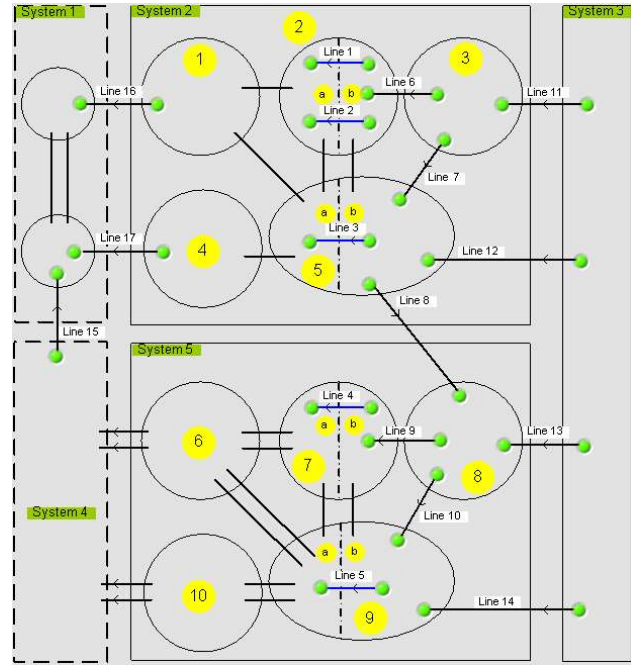 System 1
System 2
System 3
1
2
3
Line 1
Line 16
a
b
Line 6
Line 11
Line 2
Line 7
a
b
Line 17
4
Line 3
Line 12
5
Line 8
Line 15
System 5
Line 4
a
b
Line 9
Line 13
6
7
8
System 4
Line 10
a
b
Line 5
10
9
Line 14